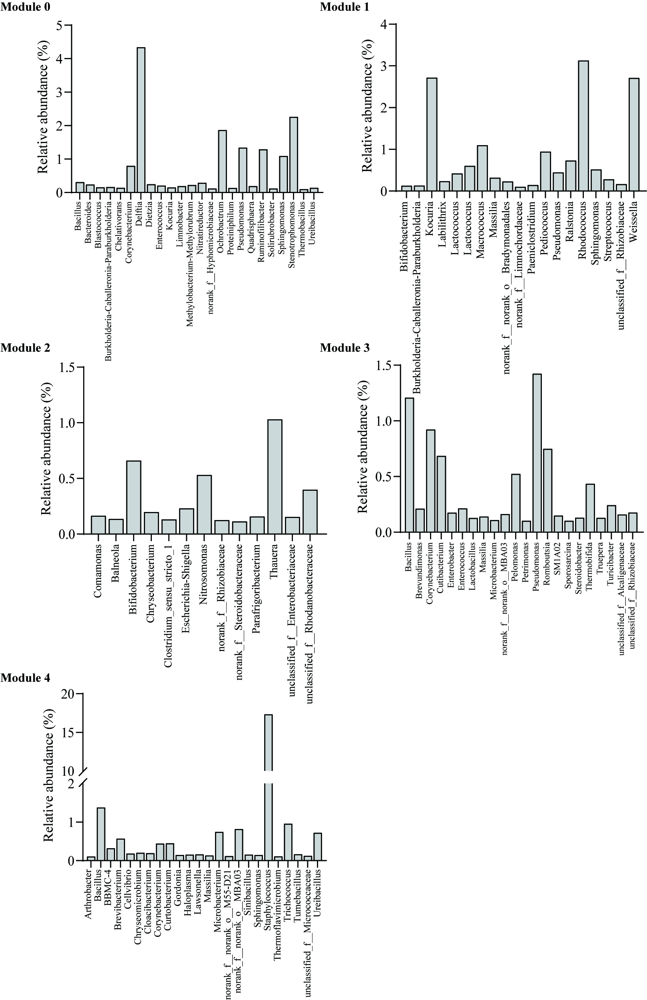 Module 0
Relative abundance (%)
5
4
3
2
1
0
Bacillus
Bacteroides
Blastococcus
Burkholderia-Caballeronia-Paraburkholderia
Chelativorans
Corynebacterium
Delftia
Dietzia
Enterococcus
Kocuria
Limnobacter
Methylobacterium-Methylorubrum
Nitratireductor
norank_f__Hyphomicrobiaceae
Ochrobactrum
Proteiniphilum
Pseudomonas
Quadrisphaera
Ruminofilibacter
Solirubrobacter
Sphingomonas
Stenotrophomonas
Thermobacillus
Ureibacillus
Module 1
Relative abundance (%)
4
3
2
1
0
Bifidobacterium
Burkholderia-Caballeronia-Paraburkholderia
Kocuria
Labilithrix
Lactococcus
Lactococcus
Macrococcus
Massilia
norank_f__norank_o__Bradymonadales
norank_f__Limnochordaceae
Paeniclostridium
Pediococcus
Pseudomonas
Ralstonia
Rhodococcus
Sphingomonas
Streptococcus
unclassified_f__Rhizobiaceae
Weissella
Module 2
Relative abundance (%)
1.5
1.0
0.5
0.0
Comamonas
Balneola
Bifidobacterium
Chryseobacterium
Clostridium_sensu_stricto_1
Escherichia-Shigella
Nitrosomonas
norank_f__Rhizobiaceae
norank_f__Steroidobacteraceae
Parafrigoribacterium
Thauera
unclassified_f__Enterobacteriaceae
unclassified_f__Rhodanobacteraceae
Module 3
Relative abundance (%)
1.5
1.0
0.5
0.0
Bacillus
Brevundimonas
Corynebacterium
Cutibacterium
Enterobacter
Enterococcus
Lactobacillus
Massilia
Microbacterium
norank_f__norank_o__MBA03
Pelomonas
Petrimonas
Pseudomonas
Romboutsia
SM1A02
Sporosarcina
Steroidobacter
Thermobifida
Truepera
Turicibacter
unclassified_f__Alcaligenaceae
unclassified_f__Rhizobiaceae
Module 4
Relative abundance (%)
20
15
10
2
1
0
Arthrobacter
Bacillus
BBMC-4
Brevibacterium
Cellvibrio
Chryseomicrobium
Cloacibacterium
Corynebacterium
Curtobacterium
Gordonia
Haloplasma
Lawsonella
Massilia
Microbacterium
norank_f__norank_o__M55-D21
norank_f__norank_o__MBA03
Sinibacillus
Sphingomonas
Staphylococcus
Thermoflavimicrobium
Trichococcus
Tumebacillus
unclassified_f__Micrococcaceae
Ureibacillus